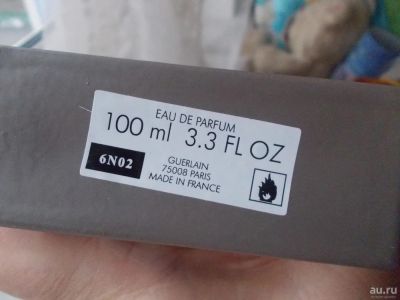 EAU DE PARFUM
100 ml 3.3 FL OZ
6N02
GUERLAIN
75008 PARIS
MADE IN FRANCE
au.ru